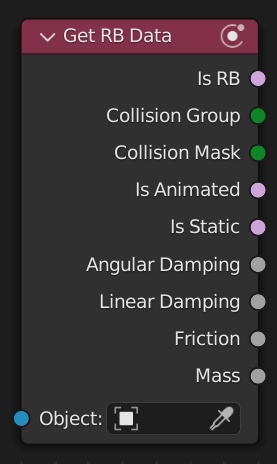 Get RB Data
Is RB
Collision Group
Collision Mask
Is Animated
Is Static
Angular Damping
Linear Damping
Friction
Mass
Object: